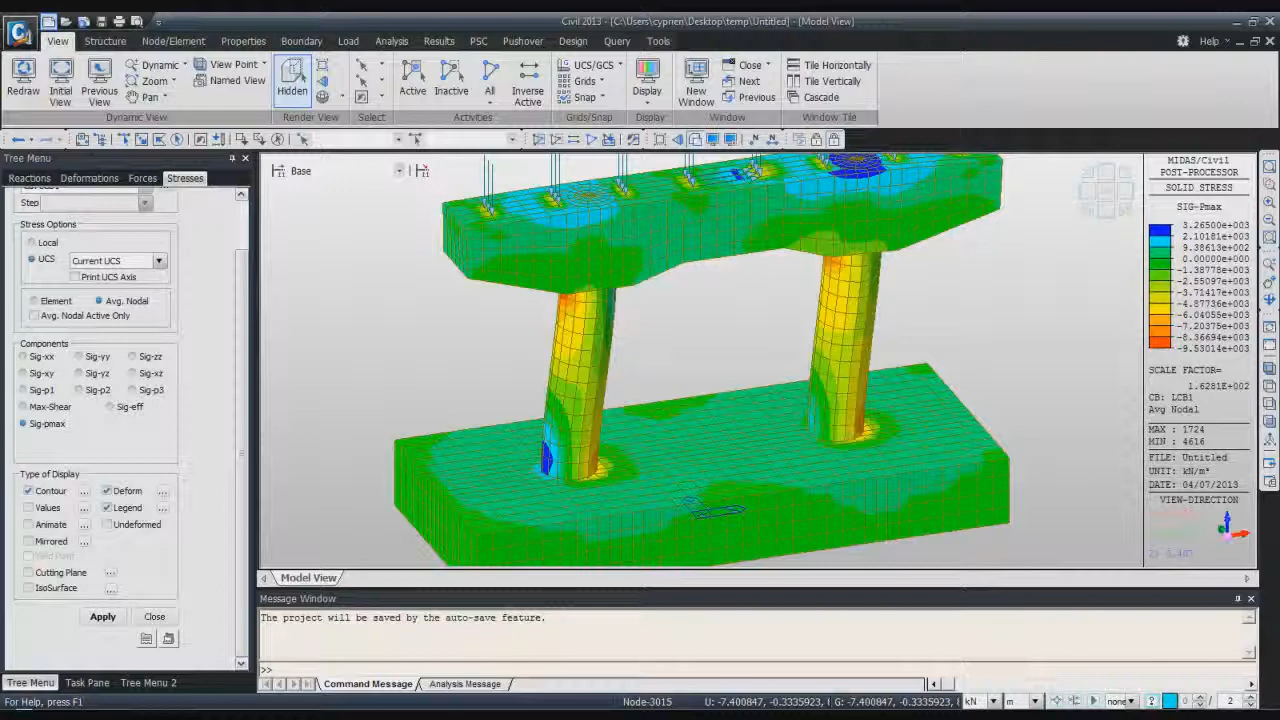 Civil 2013 - [C:\Users\cyprien\Desktop\temp\Untitled] - [Model View]
View Structure Node/Element Properties Boundary Load Analysis Results PSC Pushover Design Query Tools Help
Redraw
Initial View
Previous View
Dynamic
Zoom
Pan
View Point
Named View
Hidden
Active
Inactive
All
Inverse Active
UCS/GCS
Grids
Snap
Display
New Window
Close
Next
Previous
Tile Horizontally
Tile Vertically
Cascade
Dynamic View Render View Select Activities Grids/Snap Display Window Window Tile
Tree Menu
Reactions Deformations Forces Stresses
Step
Stress Options
Local
UCS Current UCS
Print UCS Axis
Element Avg. Nodal
Avg. Nodal Active Only
Components
Sig-xx Sig-yy Sig-zz
Sig-xy Sig-yz Sig-xz
Sig-p1 Sig-p2 Sig-p3
Max-Shear Sig-eff
Sig-pmax
Type of Display
Contour ... Deform ...
Values ... Legend ...
Animate ... Undeformed
Mirrored ...
Cutting Plane ...
IsoSurface ...
Apply Close
Tree Menu Task Pane Tree Menu 2
Base
MIDAS/Civil
POST-PROCESSOR
SOLID STRESS
SIG-Pmax
3.26500e+003
2.10181e+003
9.38613e+002
0.00000e+000
-1.38778e+003
-2.55097e+003
-3.71417e+003
-4.87736e+003
-6.04055e+003
-7.20375e+003
-8.36694e+003
-9.53014e+003
SCALE FACTOR=
1.6281E+002
CB: LCB1
Avg Nodal
MAX : 1724
MIN : 4616
FILE: Untitled
UNIT: kN/m²
DATE: 04/07/2013
VIEW-DIRECTION
Model View
Message Window
The project will be saved by the auto-save feature.
>>
Command Message Analysis Message
For Help, press F1
Node-3015
U: -7.400847, -0.3335923, G: -7.400847, -0.3335923,
kN m none 0 / 2